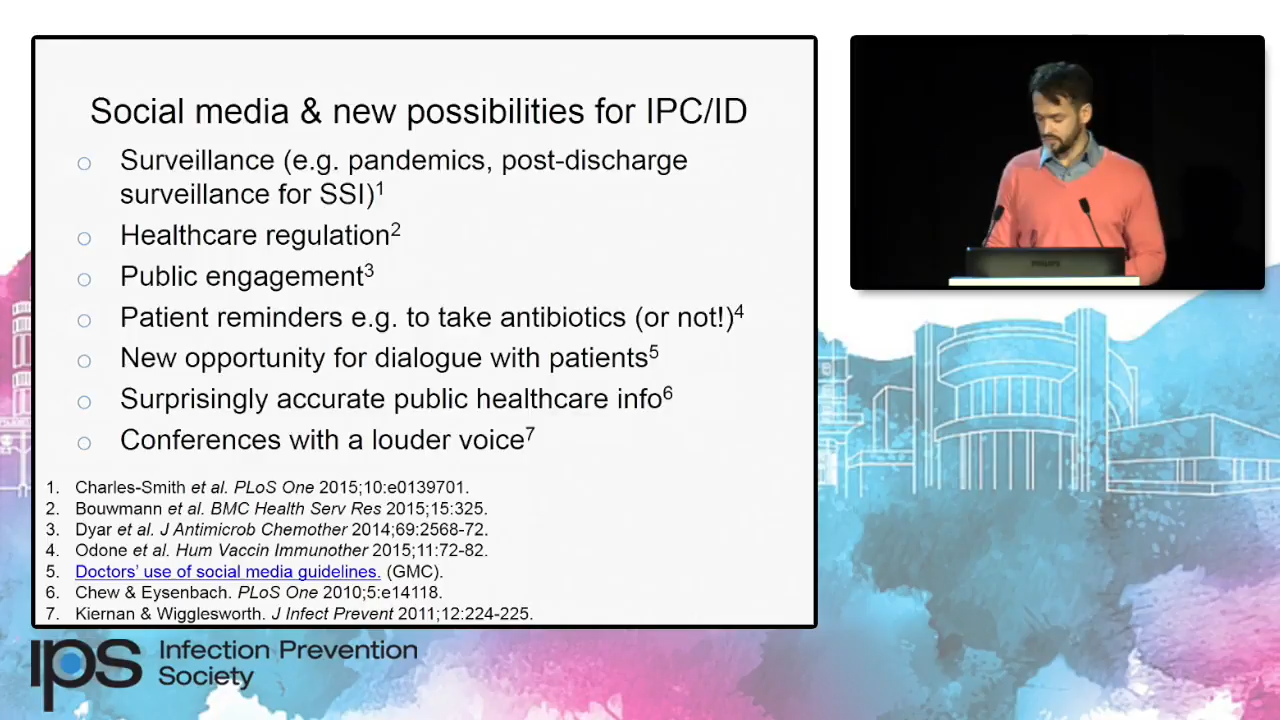 Social media & new possibilities for IPC/ID
○ Surveillance (e.g. pandemics, post-discharge
surveillance for SSI)¹
○ Healthcare regulation²
○ Public engagement³
○ Patient reminders e.g. to take antibiotics (or not!)⁴
○ New opportunity for dialogue with patients⁵
○ Surprisingly accurate public healthcare info⁶
○ Conferences with a louder voice⁷
1. Charles-Smith et al. PLoS One 2015;10:e0139701.
2. Bouwmann et al. BMC Health Serv Res 2015;15:325.
3. Dyar et al. J Antimicrob Chemother 2014;69:2568-72.
4. Odone et al. Hum Vaccin Immunother 2015;11:72-82.
5. Doctors' use of social media guidelines. (GMC).
6. Chew & Eysenbach. PLoS One 2010;5:e14118.
7. Kiernan & Wigglesworth. J Infect Prevent 2011;12:224-225.
PHILIPS
IPS Infection Prevention
Society